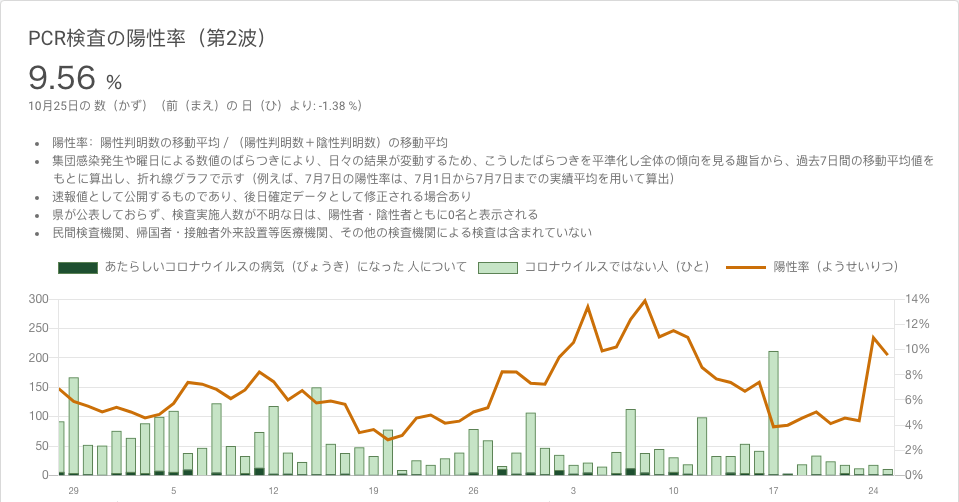 PCR検査の陽性率（第2波）
9.56 %
10月25日の 数（かず）（前（まえ）の 日（ひ）より: -1.38 %）
• 陽性率：陽性判明数の移動平均 / （陽性判明数＋陰性判明数）の移動平均
• 集団感染発生や曜日による数値のばらつきにより、日々の結果が変動するため、こうしたばらつきを平準化し全体の傾向を見る趣旨から、過去7日間の移動平均値を
もとに算出し、折れ線グラフで示す（例えば、7月7日の陽性率は、7月1日から7月7日までの実績平均を用いて算出）
• 速報値として公開するものであり、後日確定データとして修正される場合あり
• 県が公表しておらず、検査実施人数が不明な日は、陽性者・陰性者ともに0名と表示される
• 民間検査機関、帰国者・接触者外来設置等医療機関、その他の検査機関による検査は含まれていない
あたらしいコロナウイルスの病気（びょうき）になった 人について コロナウイルスではない人（ひと） 陽性率（ようせいりつ）
300 14%
250 12%
200 10%
150 8%
100 6%
50 4%
0 2%
0%
29 5 12 19 26 3 10 17 24